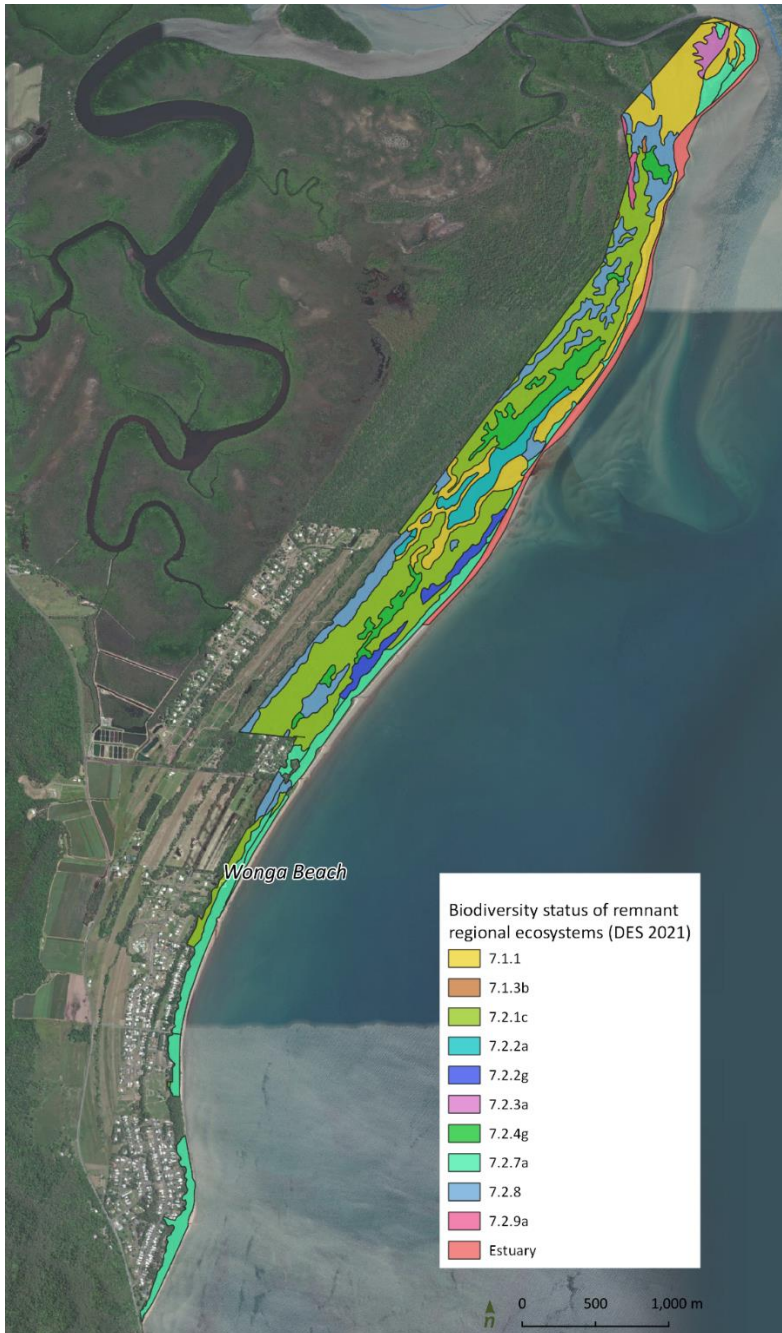 Wonga Beach
Biodiversity status of remnant
regional ecosystems (DES 2021)
7.1.1
7.1.3b
7.2.1c
7.2.2a
7.2.2g
7.2.3a
7.2.4g
7.2.7a
7.2.8
7.2.9a
Estuary
n
0 500 1,000 m